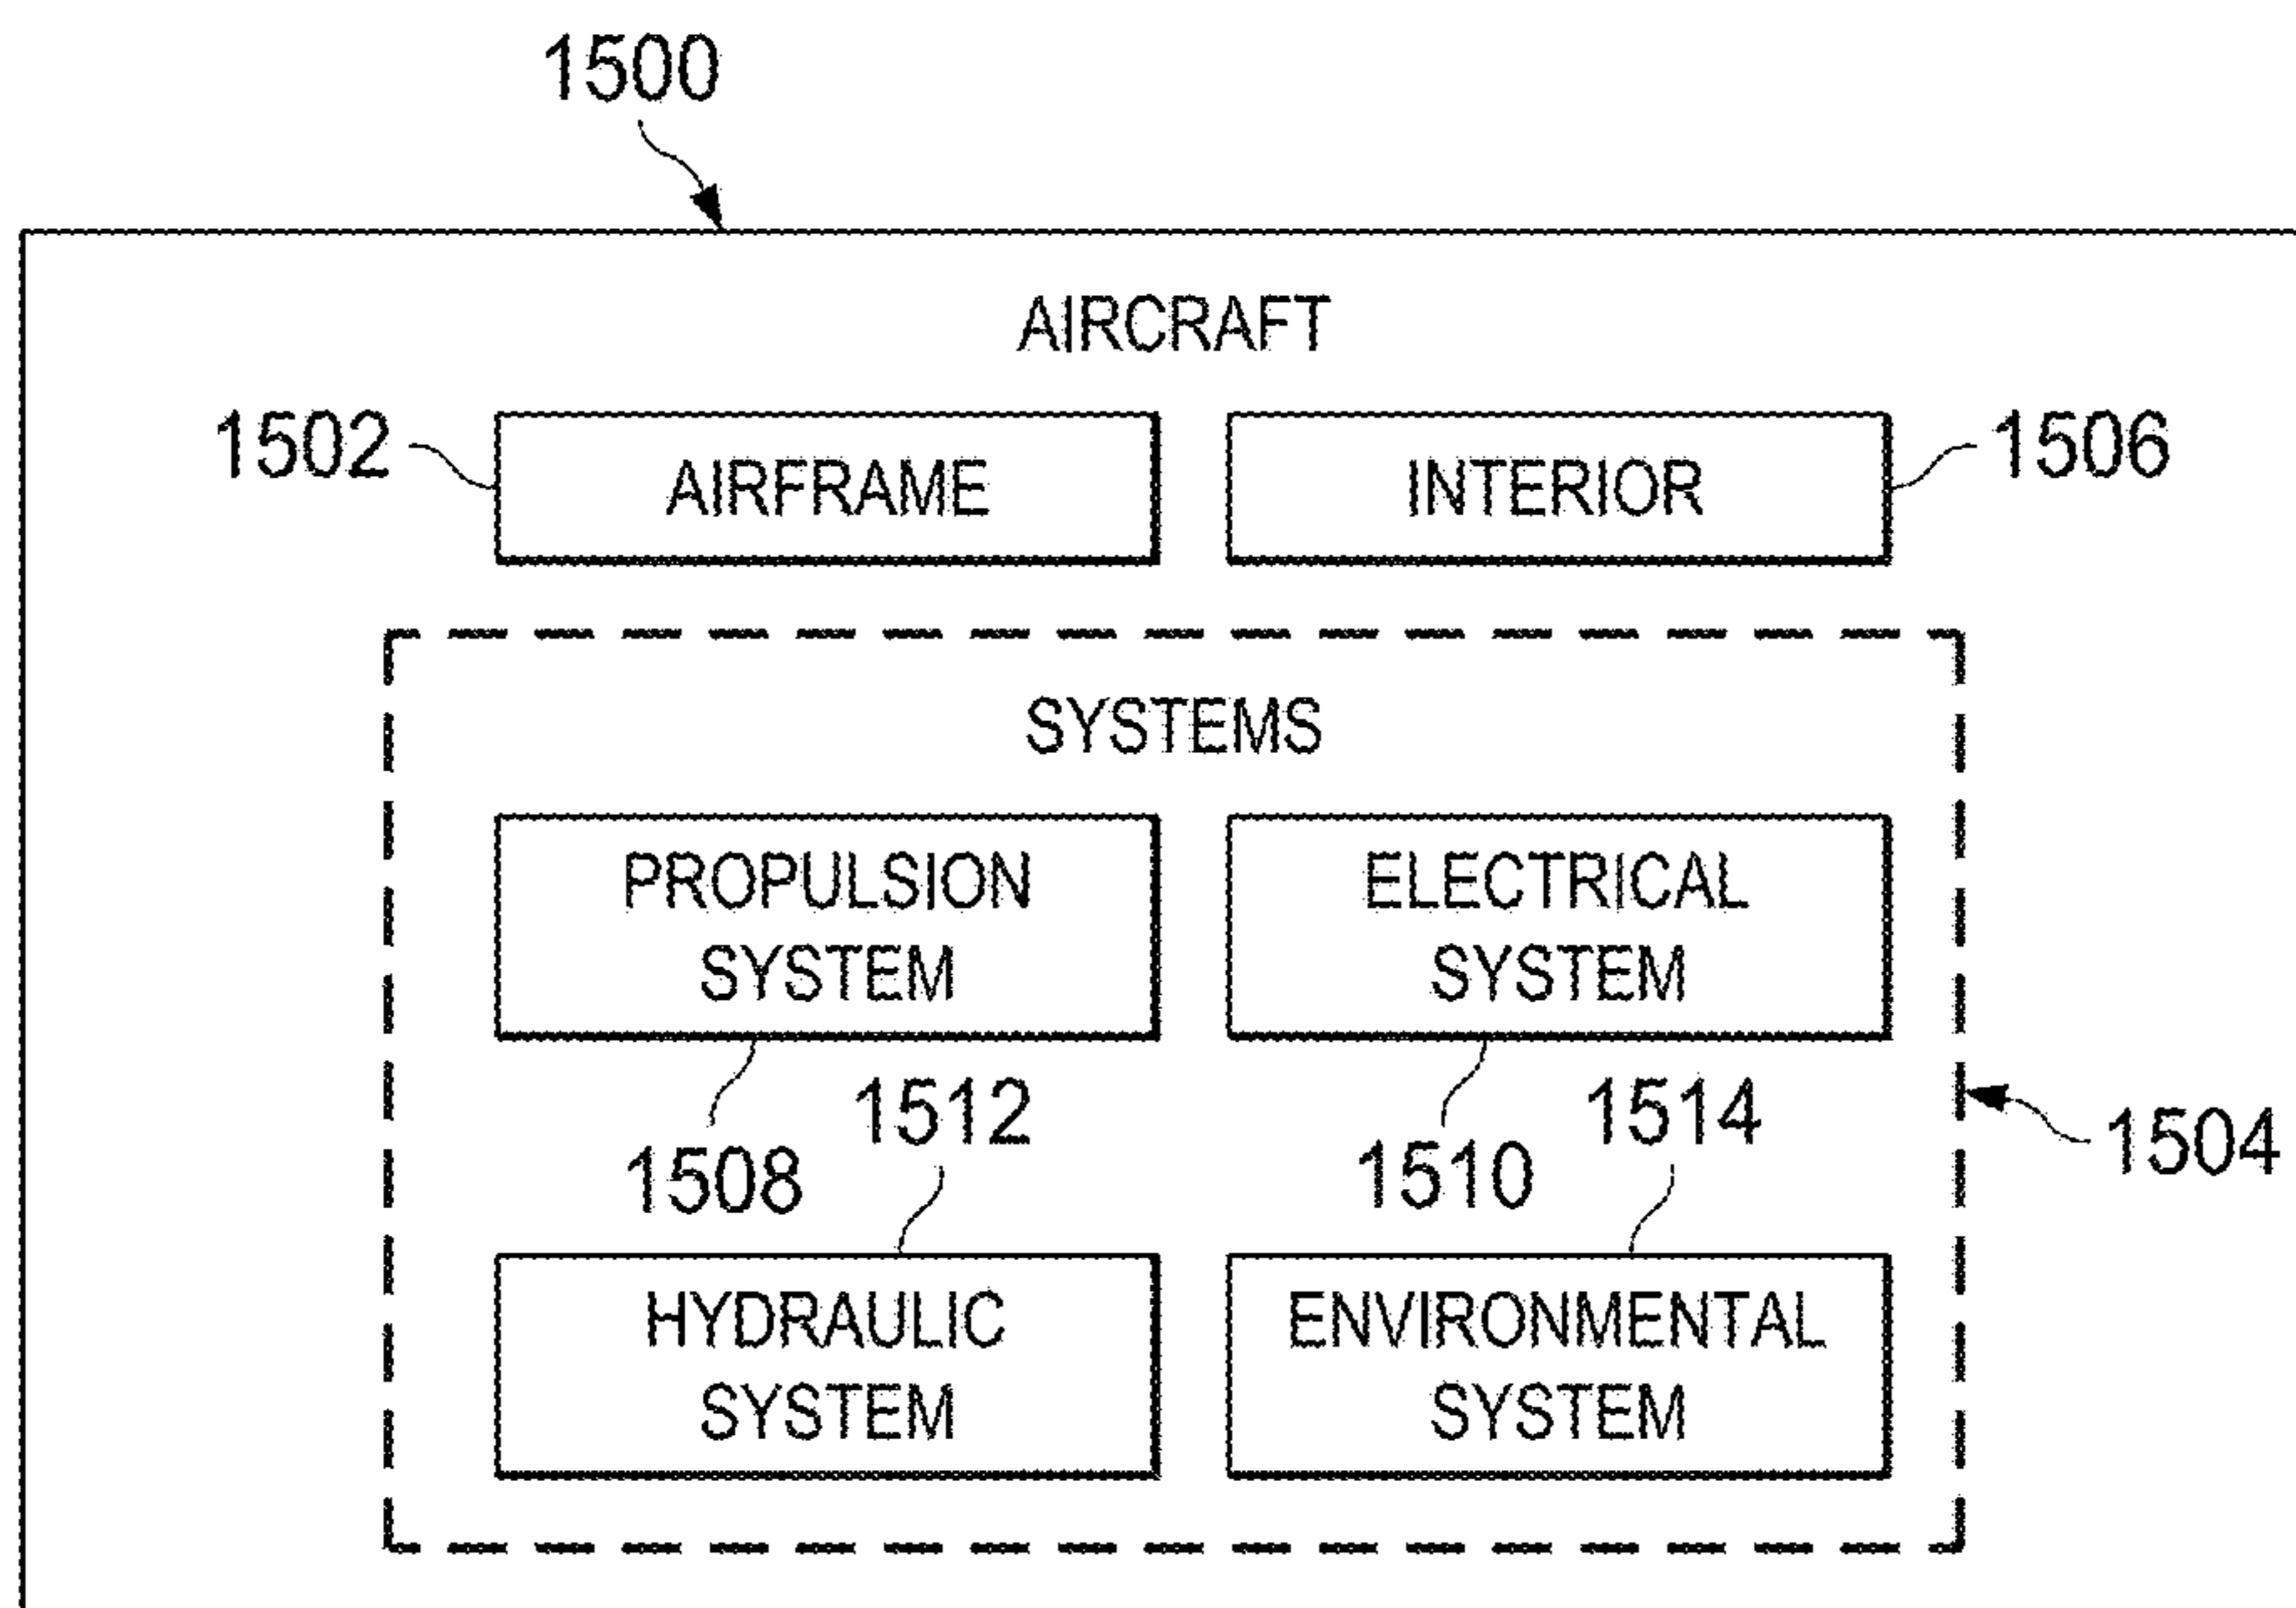 1500
AIRCRAFT
1502
AIRFRAME
INTERIOR
1506
SYSTEMS
PROPULSION
SYSTEM
ELECTRICAL
SYSTEM
1508
1512
1510
1514
1504
HYDRAULIC
SYSTEM
ENVIRONMENTAL
SYSTEM